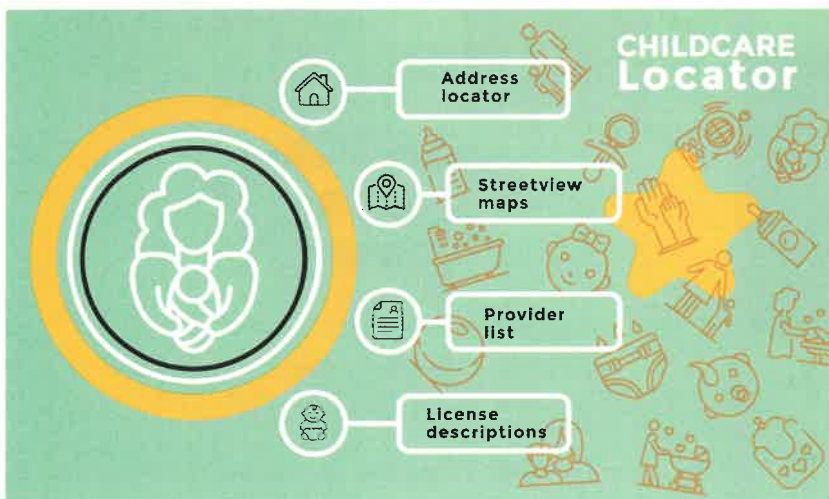 CHILDCARE
Locator
Address
locator
Streetview
maps
Provider
list
License
descriptions